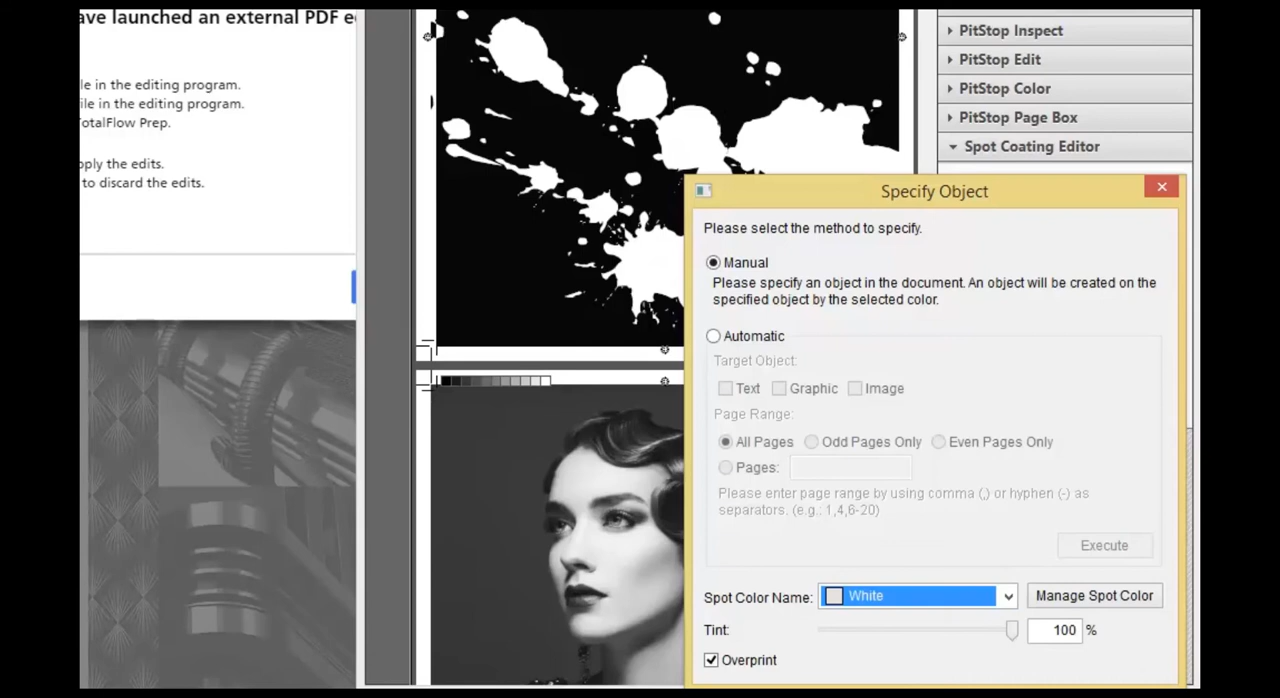 ave launched an external PDF e
le in the editing program.
ile in the editing program.
TotalFlow Prep.
pply the edits.
to discard the edits.
PitStop Inspect
PitStop Edit
PitStop Color
PitStop Page Box
Spot Coating Editor
Specify Object
Please select the method to specify.
Manual
Please specify an object in the document. An object will be created on the
specified object by the selected color.
Automatic
Target Object:
Text Graphic Image
Page Range:
All Pages Odd Pages Only Even Pages Only
Pages:
Please enter page range by using comma (,) or hyphen (-) as
separators. (e.g.: 1,4,6-20)
Execute
Spot Color Name: White Manage Spot Color
Tint: 100 %
Overprint